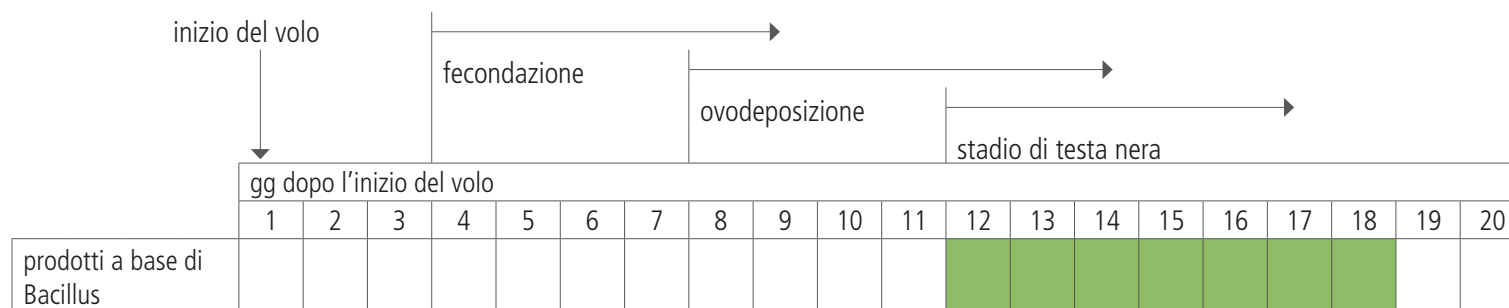 inizio del volo
fecondazione
ovodeposizione
stadio di testa nera
gg dopo l'inizio del volo
1 2 3 4 5 6 7 8 9 10 11 12 13 14 15 16 17 18 19 20
prodotti a base di
Bacillus